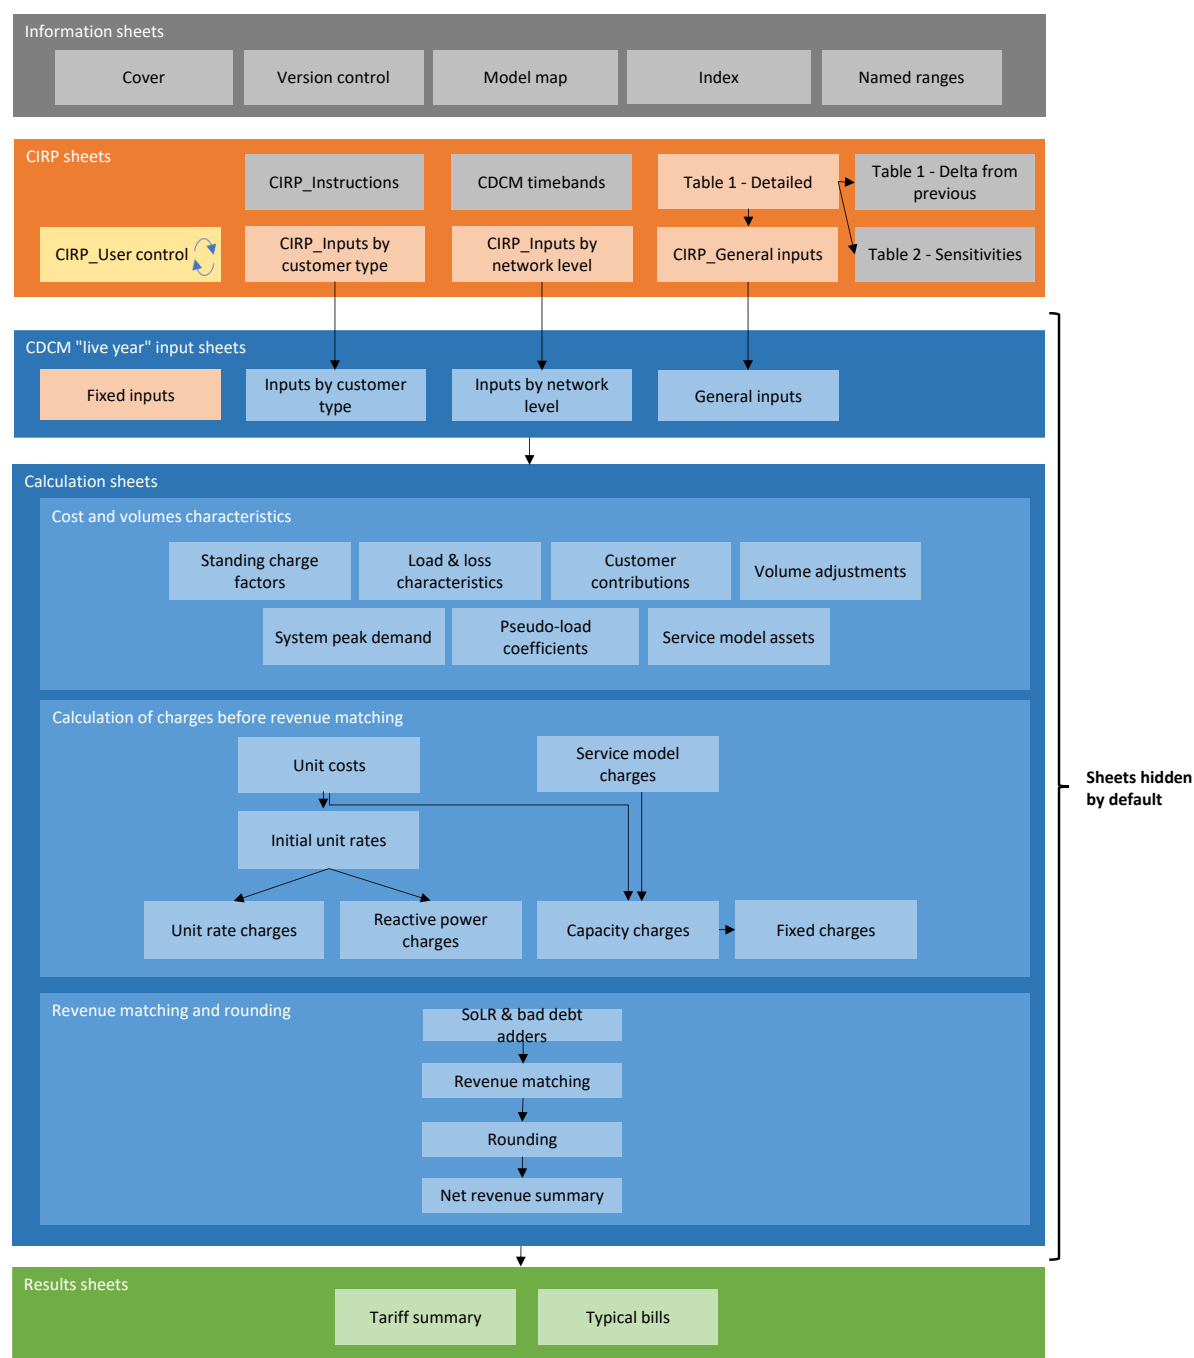 Information sheets
Cover
Version control
Model map
Index
Named ranges
CIRP sheets
CIRP_Instructions
CDCM timebands
Table 1 - Detailed
Table 1 - Delta from
previous
CIRP_User control
CIRP_Inputs by
customer type
CIRP_Inputs by
network level
CIRP_General inputs
Table 2 - Sensitivities
CDCM "live year" input sheets
Fixed inputs
Inputs by customer
type
Inputs by network
level
General inputs
Calculation sheets
Cost and volumes characteristics
Standing charge
factors
Load & loss
characteristics
Customer
contributions
Volume adjustments
System peak demand
Pseudo-load
coefficients
Service model assets
Calculation of charges before revenue matching
Unit costs
Service model
charges
Initial unit rates
Unit rate charges
Reactive power
charges
Capacity charges
Fixed charges
Sheets hidden
by default
Revenue matching and rounding
SoLR & bad debt
adders
Revenue matching
Rounding
Net revenue summary
Results sheets
Tariff summary
Typical bills